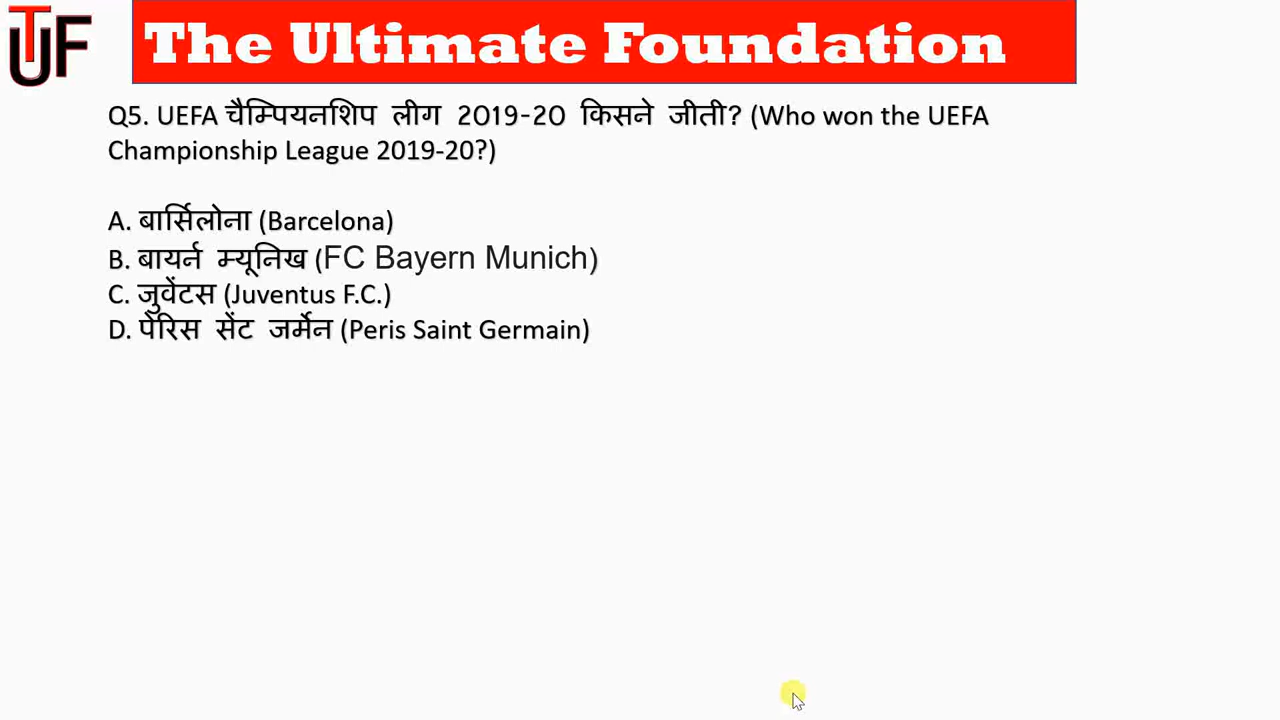 TUF
The Ultimate Foundation
Q5. UEFA चैम्पियनशिप लीग 2019-20 किसने जीती? (Who won the UEFA
Championship League 2019-20?)
A. बार्सिलोना (Barcelona)
B. बायर्न म्यूनिख (FC Bayern Munich)
C. जुवेंटस (Juventus F.C.)
D. पेरिस सेंट जर्मेन (Peris Saint Germain)